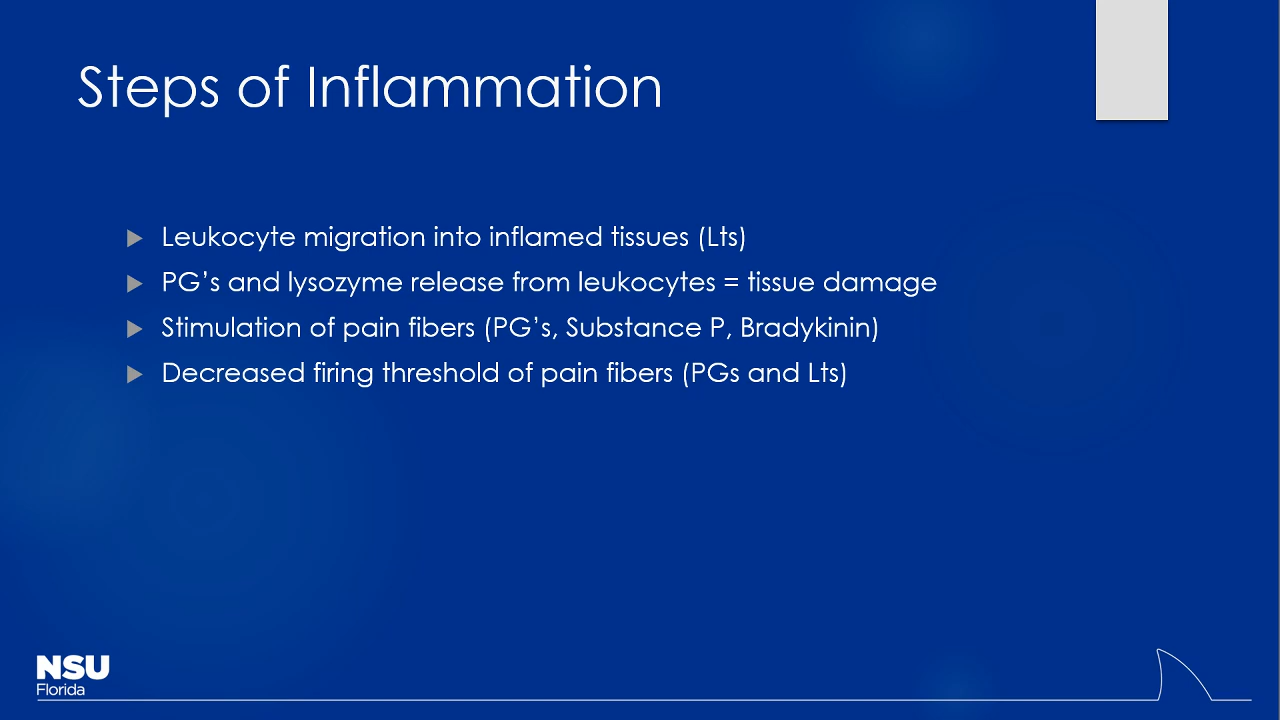 Steps of Inflammation
Leukocyte migration into inflamed tissues (Lts)
PG’s and lysozyme release from leukocytes = tissue damage
Stimulation of pain fibers (PG’s, Substance P, Bradykinin)
Decreased firing threshold of pain fibers (PGs and Lts)
NSU
Florida